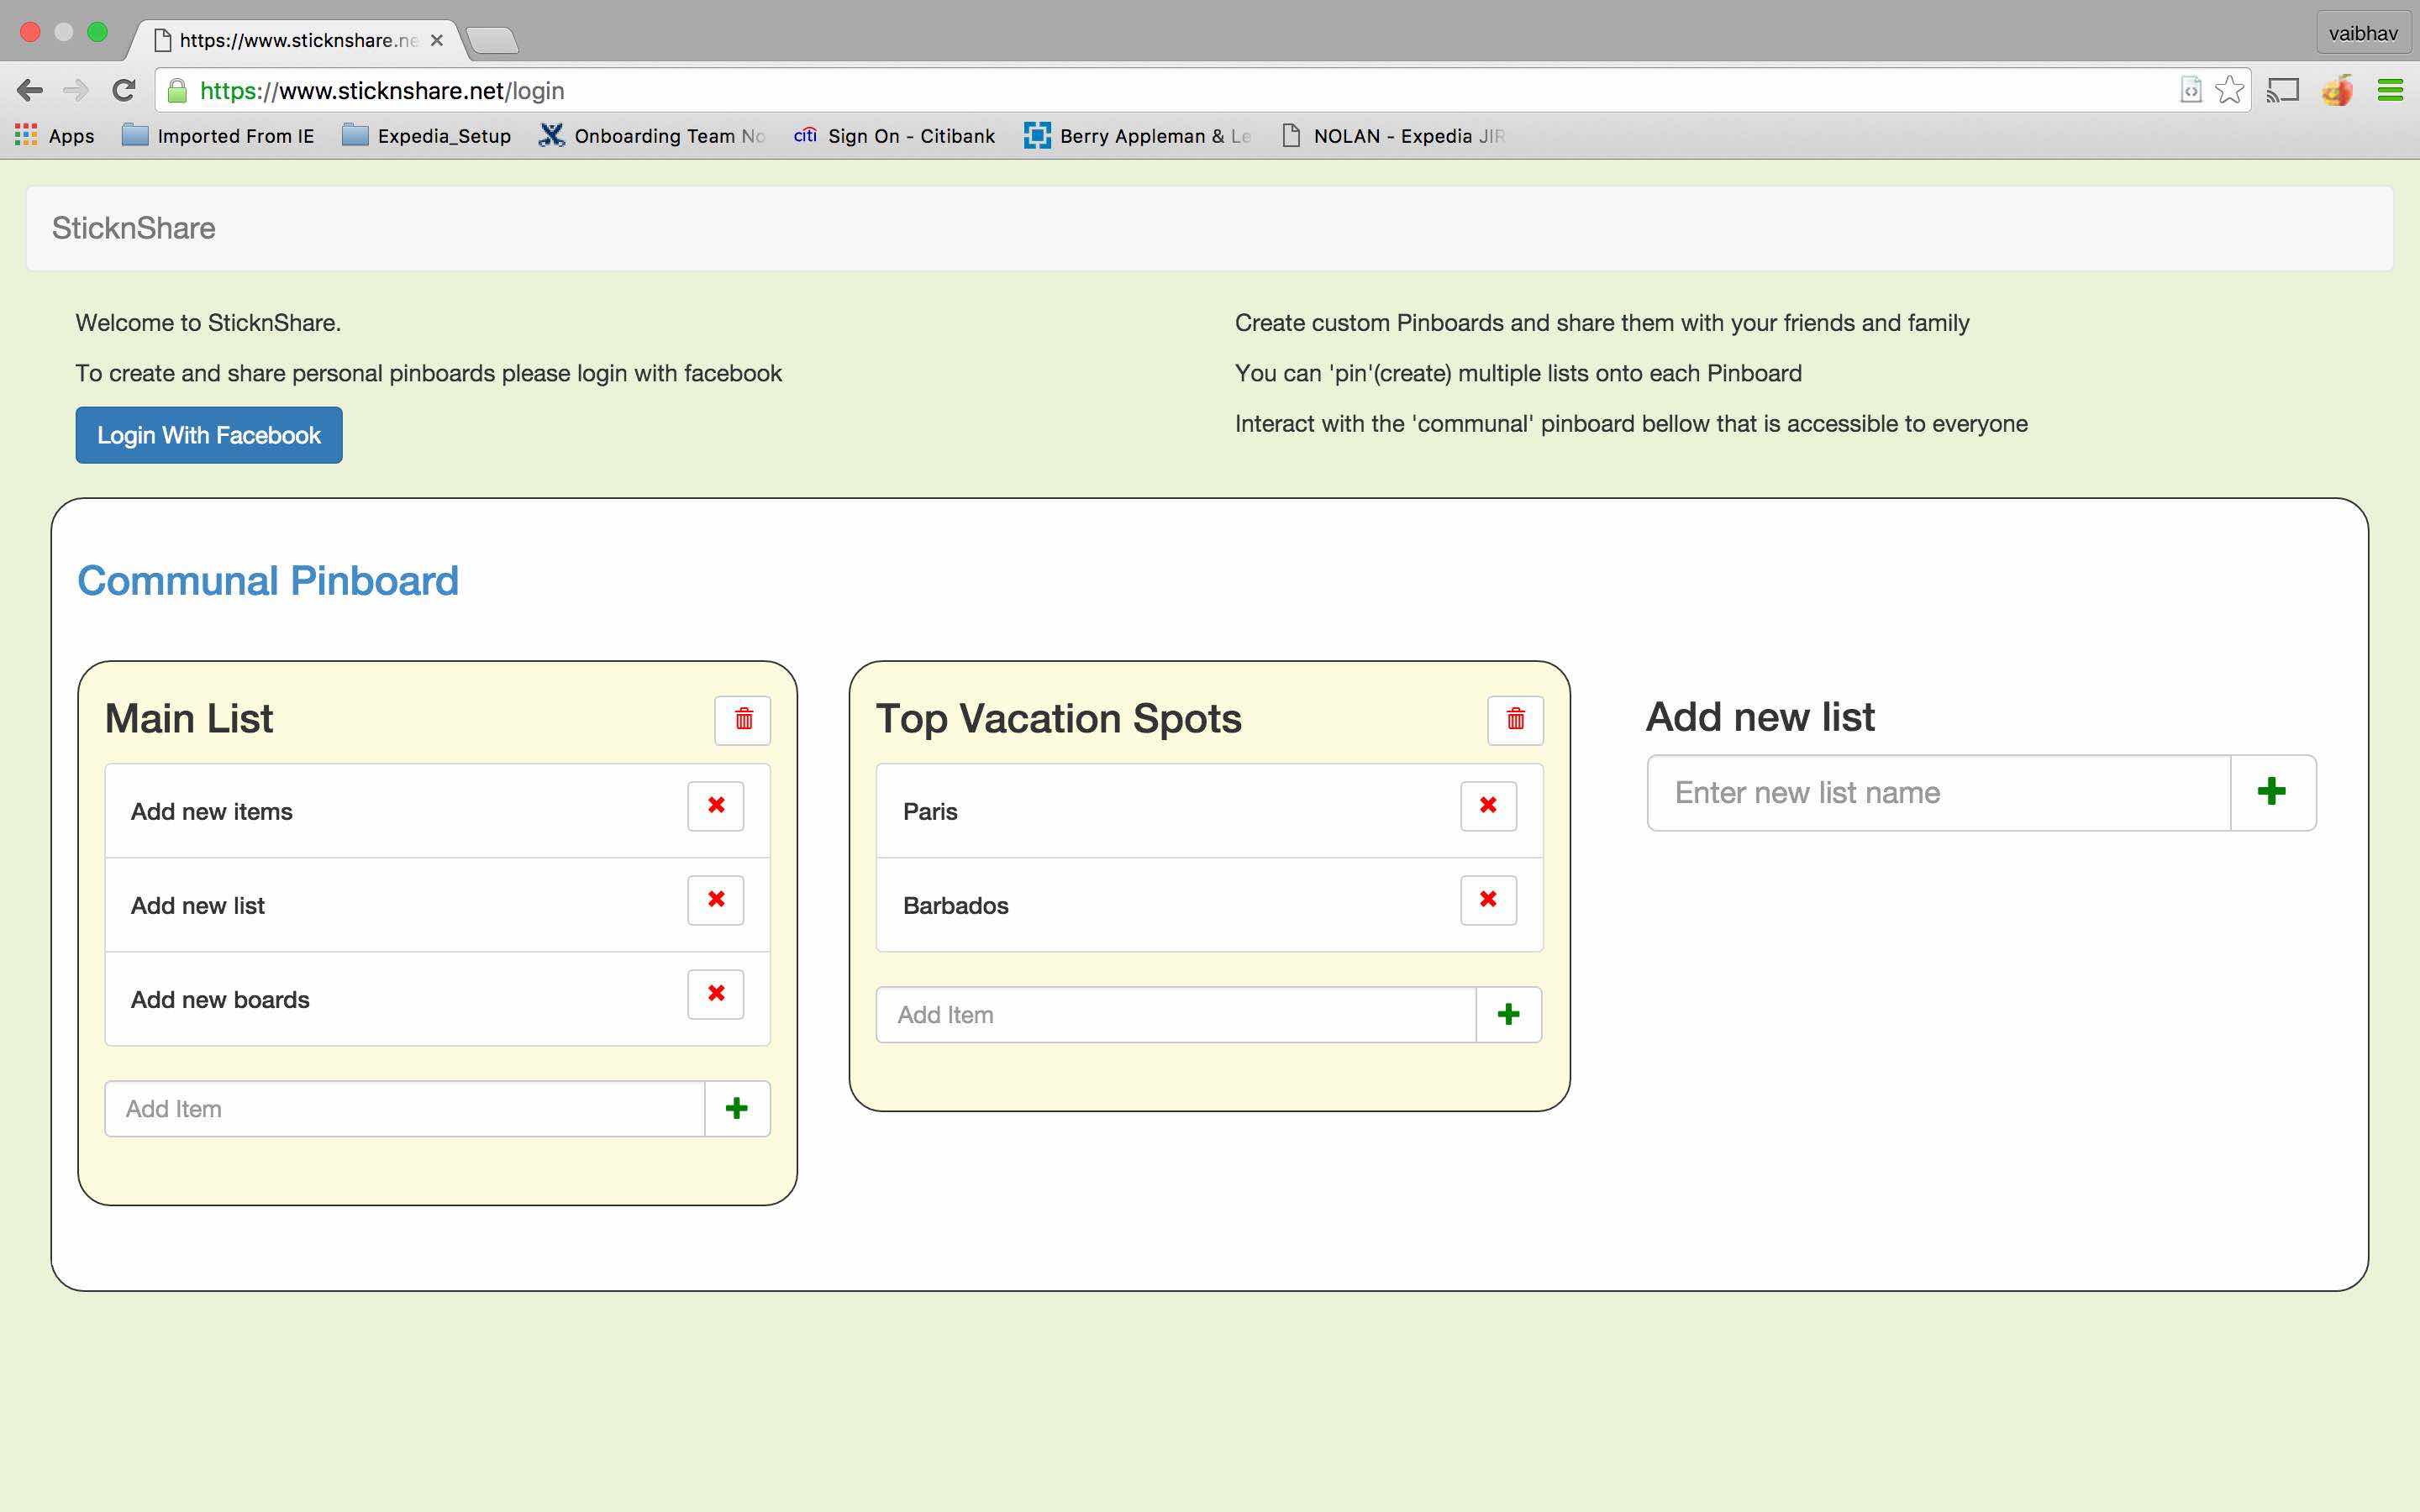 https://www.sticknshare.ne
vaibhav
https://www.sticknshare.net/login
Apps
Imported From IE
Expedia_Setup
Onboarding Team No
citi Sign On - Citibank
Berry Appleman & Le
NOLAN - Expedia JIR
SticknShare
Welcome to SticknShare.
To create and share personal pinboards please login with facebook
Login With Facebook
Create custom Pinboards and share them with your friends and family
You can 'pin'(create) multiple lists onto each Pinboard
Interact with the 'communal' pinboard bellow that is accessible to everyone
Communal Pinboard
Main List
Add new items
Add new list
Add new boards
Add Item
Top Vacation Spots
Paris
Barbados
Add Item
Add new list
Enter new list name